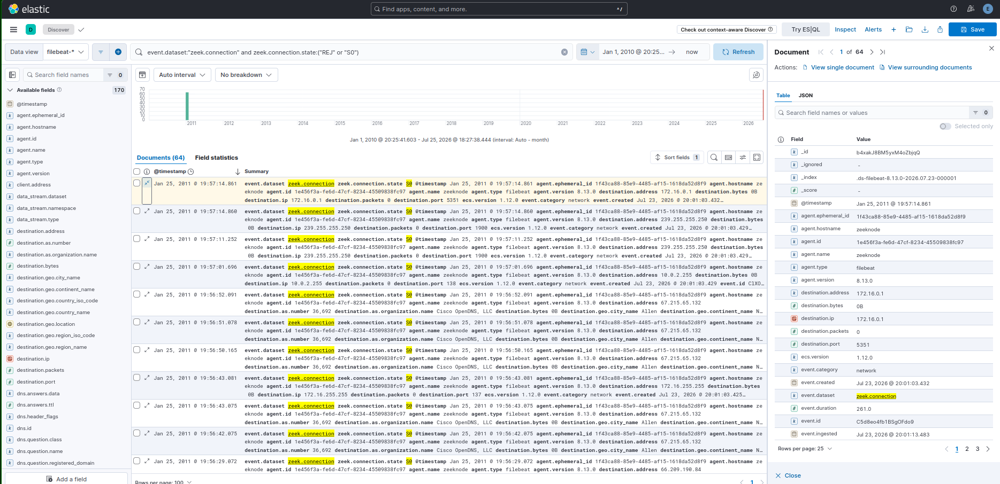 elastic
Find apps, content, and more.
^/
E
D
Discover
Check out context-aware Discover
Try ES|QL
Inspect
Alerts
Save
Data view
filebeat-*
event.dataset:"zeek.connection" and zeek.connection.state:("REJ" or "S0")
Jan 1, 2010 @ 20:25... → now
Refresh
Search field names
0
Available fields
170
@timestamp
agent.ephemeral_id
agent.hostname
agent.id
agent.name
agent.type
agent.version
client.address
data_stream.dataset
data_stream.namespace
data_stream.type
destination.address
destination.as.number
destination.as.organization.name
destination.bytes
destination.geo.city_name
destination.geo.continent_name
destination.geo.country_iso_code
destination.geo.country_name
destination.geo.location
destination.geo.region_iso_code
destination.geo.region_name
destination.ip
destination.packets
destination.port
dns.answers.data
dns.answers.ttl
dns.header_flags
dns.id
dns.question.class
dns.question.name
dns.question.registered_domain
Add a field
Auto interval
No breakdown
70
60
50
40
30
20
10
0
2011 2012 2013 2014 2015 2016 2017 2018 2019 2020 2021 2022 2023 2024 2025 2026
Jan 1, 2010 @ 20:25:41.603 - Jul 25, 2026 @ 18:27:38.444 (interval: Auto - month)
Documents (64)
Field statistics
Sort fields 1
@timestamp
Summary
Jan 25, 2011 @ 19:57:14.861 event.dataset zeek.connection zeek.connection.state S0 @timestamp Jan 25, 2011 @ 19:57:14.861 agent.ephemeral_id 1f43ca88-85e9-4485-af15-1618da52d8f9 agent.hostname ze
eknode agent.id 1e456f3a-fe6d-47cf-8234-45509838fc97 agent.name zeeknode agent.type filebeat agent.version 8.13.0 destination.address 172.16.0.1 destination.bytes 0B
destination.ip 172.16.0.1 destination.packets 0 destination.port 5351 ecs.version 1.12.0 event.category network event.created Jul 23, 2026 @ 20:01:03.432...
Jan 25, 2011 @ 19:57:14.860 event.dataset zeek.connection zeek.connection.state S0 @timestamp Jan 25, 2011 @ 19:57:14.860 agent.ephemeral_id 1f43ca88-85e9-4485-af15-1618da52d8f9 agent.hostname ze
eknode agent.id 1e456f3a-fe6d-47cf-8234-45509838fc97 agent.name zeeknode agent.type filebeat agent.version 8.13.0 destination.address 239.255.255.250 destination.bytes
0B destination.ip 239.255.255.250 destination.packets 0 destination.port 1900 ecs.version 1.12.0 event.category network event.created Jul 23, 2026 @ 20:01:03.429...
Jan 25, 2011 @ 19:57:11.252 event.dataset zeek.connection zeek.connection.state S0 @timestamp Jan 25, 2011 @ 19:57:11.252 agent.ephemeral_id 1f43ca88-85e9-4485-af15-1618da52d8f9 agent.hostname ze
eknode agent.id 1e456f3a-fe6d-47cf-8234-45509838fc97 agent.name zeeknode agent.type filebeat agent.version 8.13.0 destination.address 239.255.255.250 destination.bytes
0B destination.ip 239.255.255.250 destination.packets 0 destination.port 1900 ecs.version 1.12.0 event.category network event.created Jul 23, 2026 @ 20:01:03.429...
Jan 25, 2011 @ 19:57:01.696 event.dataset zeek.connection zeek.connection.state S0 @timestamp Jan 25, 2011 @ 19:57:01.696 agent.ephemeral_id 1f43ca88-85e9-4485-af15-1618da52d8f9 agent.hostname ze
eknode agent.id 1e456f3a-fe6d-47cf-8234-45509838fc97 agent.name zeeknode agent.type filebeat agent.version 8.13.0 destination.address 10.0.2.255 destination.bytes 0B
destination.ip 10.0.2.255 destination.packets 0 destination.port 138 ecs.version 1.12.0 event.category network event.created Jul 23, 2026 @ 20:01:03.429 event.id ClXO...
Jan 25, 2011 @ 19:56:52.091 event.dataset zeek.connection zeek.connection.state S0 @timestamp Jan 25, 2011 @ 19:56:52.091 agent.ephemeral_id 1f43ca88-85e9-4485-af15-1618da52d8f9 agent.hostname ze
eknode agent.id 1e456f3a-fe6d-47cf-8234-45509838fc97 agent.name zeeknode agent.type filebeat agent.version 8.13.0 destination.address 67.215.65.132
destination.as.number 36,692 destination.as.organization.name Cisco OpenDNS, LLC destination.bytes 0B destination.geo.city_name Allen destination.geo.continent_name N...
Jan 25, 2011 @ 19:56:51.078 event.dataset zeek.connection zeek.connection.state S0 @timestamp Jan 25, 2011 @ 19:56:51.078 agent.ephemeral_id 1f43ca88-85e9-4485-af15-1618da52d8f9 agent.hostname ze
eknode agent.id 1e456f3a-fe6d-47cf-8234-45509838fc97 agent.name zeeknode agent.type filebeat agent.version 8.13.0 destination.address 67.215.65.132
destination.as.number 36,692 destination.as.organization.name Cisco OpenDNS, LLC destination.bytes 0B destination.geo.city_name Allen destination.geo.continent_name N...
Jan 25, 2011 @ 19:56:50.165 event.dataset zeek.connection zeek.connection.state S0 @timestamp Jan 25, 2011 @ 19:56:50.165 agent.ephemeral_id 1f43ca88-85e9-4485-af15-1618da52d8f9 agent.hostname ze
eknode agent.id 1e456f3a-fe6d-47cf-8234-45509838fc97 agent.name zeeknode agent.type filebeat agent.version 8.13.0 destination.address 67.215.65.132
destination.as.number 36,692 destination.as.organization.name Cisco OpenDNS, LLC destination.bytes 0B destination.geo.city_name Allen destination.geo.continent_name N...
Jan 25, 2011 @ 19:56:43.081 event.dataset zeek.connection zeek.connection.state S0 @timestamp Jan 25, 2011 @ 19:56:43.081 agent.ephemeral_id 1f43ca88-85e9-4485-af15-1618da52d8f9 agent.hostname ze
eknode agent.id 1e456f3a-fe6d-47cf-8234-45509838fc97 agent.name zeeknode agent.type filebeat agent.version 8.13.0 destination.address 172.16.255.255 destination.bytes
0B destination.ip 172.16.255.255 destination.packets 0 destination.port 137 ecs.version 1.12.0 event.category network event.created Jul 23, 2026 @ 20:01:03.425...
Jan 25, 2011 @ 19:56:43.075 event.dataset zeek.connection zeek.connection.state S0 @timestamp Jan 25, 2011 @ 19:56:43.075 agent.ephemeral_id 1f43ca88-85e9-4485-af15-1618da52d8f9 agent.hostname ze
eknode agent.id 1e456f3a-fe6d-47cf-8234-45509838fc97 agent.name zeeknode agent.type filebeat agent.version 8.13.0 destination.address 67.215.65.132
destination.as.number 36,692 destination.as.organization.name Cisco OpenDNS, LLC destination.bytes 0B destination.geo.city_name Allen destination.geo.continent_name N...
Jan 25, 2011 @ 19:56:42.075 event.dataset zeek.connection zeek.connection.state S0 @timestamp Jan 25, 2011 @ 19:56:42.075 agent.ephemeral_id 1f43ca88-85e9-4485-af15-1618da52d8f9 agent.hostname ze
eknode agent.id 1e456f3a-fe6d-47cf-8234-45509838fc97 agent.name zeeknode agent.type filebeat agent.version 8.13.0 destination.address 67.215.65.132
destination.as.number 36,692 destination.as.organization.name Cisco OpenDNS, LLC destination.bytes 0B destination.geo.city_name Allen destination.geo.continent_name N...
Jan 25, 2011 @ 19:56:29.072 event.dataset zeek.connection zeek.connection.state S0 @timestamp Jan 25, 2011 @ 19:56:29.072 agent.ephemeral_id 1f43ca88-85e9-4485-af15-1618da52d8f9 agent.hostname ze
eknode agent.id 1e456f3a-fe6d-47cf-8234-45509838fc97 agent.name zeeknode agent.type filebeat agent.version 8.13.0 destination.address 66.209.190.84
Rows per page: 100
1
Document
1 of 64
Actions: View single document View surrounding documents
Table
JSON
Search field names or values
0
Selected only
Field Value
_id b4xakJ8BM5yxM4oZbjqQ
_ignored -
_index .ds-filebeat-8.13.0-2026.07.23-000001
_score -
@timestamp Jan 25, 2011 @ 19:57:14.861
agent.ephemeral_id 1f43ca88-85e9-4485-af15-1618da52d8f9
agent.hostname zeeknode
agent.id 1e456f3a-fe6d-47cf-8234-45509838fc97
agent.name zeeknode
agent.type filebeat
agent.version 8.13.0
destination.address 172.16.0.1
destination.bytes 0B
destination.ip 172.16.0.1
destination.packets 0
destination.port 5351
ecs.version 1.12.0
event.category network
event.created Jul 23, 2026 @ 20:01:03.432
event.dataset zeek.connection
event.duration 261.0
event.id C5d8eo4fb1BSgOFdo9
event.ingested Jul 23, 2026 @ 20:01:13.483
Rows per page: 25
1 2 3
Close